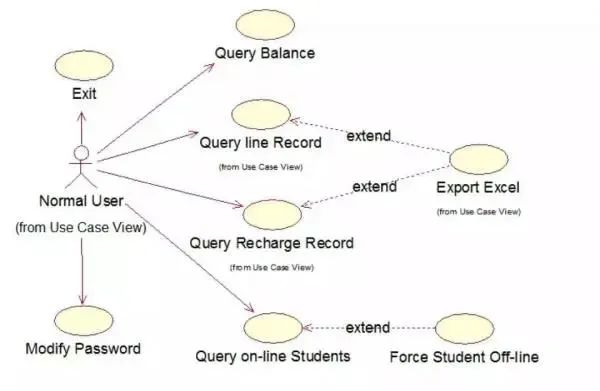 Query Balance
Exit
Query line Record
(from Use Case View)
extend
Export Excel
(from Use Case View)
extend
Normal User
(from Use Case View)
Query Recharge Record
(from Use Case View)
Modify Password
Query on-line Students
extend
Force Student Off-line